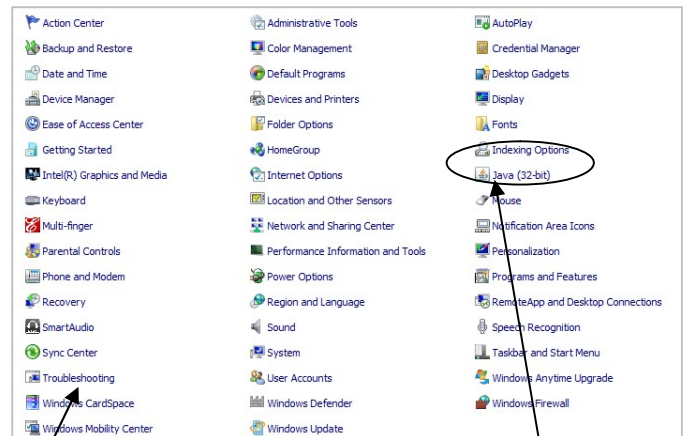 Action Center
Administrative Tools
AutoPlay
Backup and Restore
Color Management
Credential Manager
Date and Time
Default Programs
Desktop Gadgets
Device Manager
Devices and Printers
Display
Ease of Access Center
Folder Options
Fonts
Getting Started
HomeGroup
Indexing Options
Intel(R) Graphics and Media
Internet Options
Java (32-bit)
Keyboard
Location and Other Sensors
Mouse
Multi-finger
Network and Sharing Center
Notification Area Icons
Parental Controls
Performance Information and Tools
Personalization
Phone and Modem
Power Options
Programs and Features
Recovery
Region and Language
RemoteApp and Desktop Connections
SmartAudio
Sound
Speech Recognition
Sync Center
System
Taskbar and Start Menu
Troubleshooting
User Accounts
Windows Anytime Upgrade
Windows CardSpace
Windows Defender
Windows Firewall
Windows Mobility Center
Windows Update